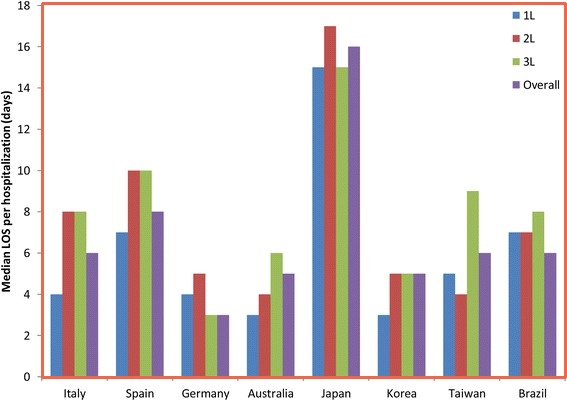 Median LOS per hospitalization (days)
18
16
14
12
10
8
6
4
2
0
1L
2L
3L
Overall
Italy Spain Germany Australia Japan Korea Taiwan Brazil